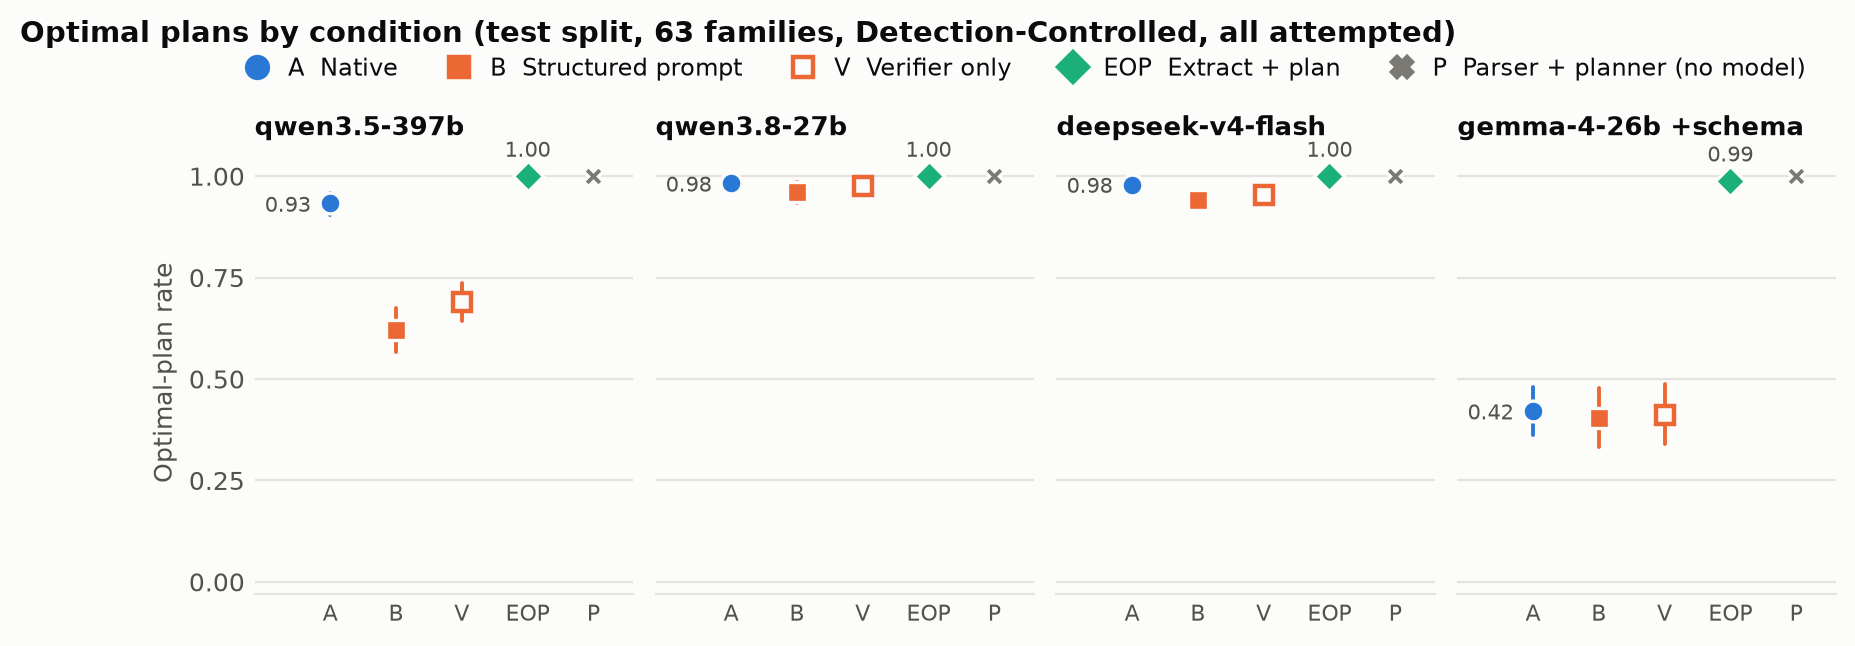 Optimal plans by condition (test split, 63 families, Detection-Controlled, all attempted)
A Native B Structured prompt V Verifier only EOP Extract + plan P Parser + planner (no model)
qwen3.5-397b qwen3.8-27b deepseek-v4-flash gemma-4-26b +schema
1.00 1.00 1.00 0.99
1.00
0.93 0.98 0.98
0.75
Optimal-plan rate
0.50
0.42
0.25
0.00
A B V EOP P A B V EOP P A B V EOP P A B V EOP P